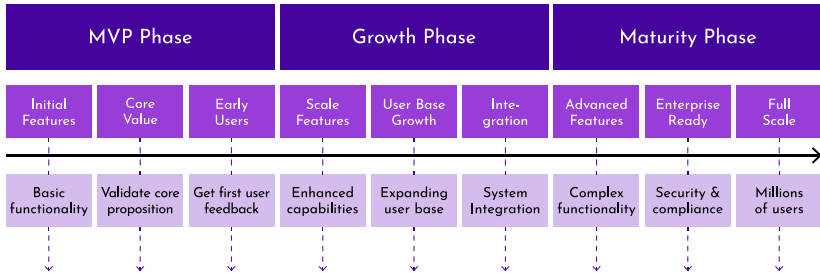 MVP Phase
Growth Phase
Maturity Phase
Initial
Features
Core
Value
Early
Users
Scale
Features
User Base
Growth
Inte-
gration
Advanced
Features
Enterprise
Ready
Full
Scale
Basic
functionality
Validate core
proposition
Get first user
feedback
Enhanced
capabilities
Expanding
user base
System
Integration
Complex
functionality
Security &
compliance
Millions
of users